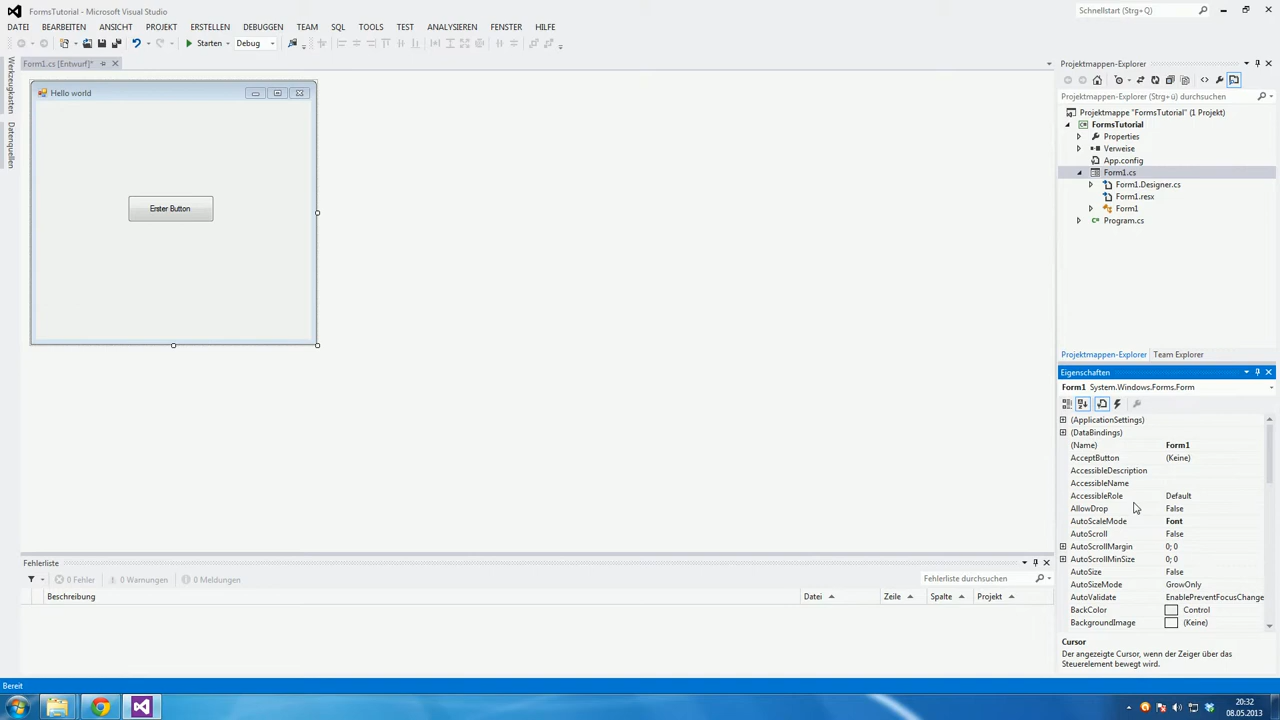 FormsTutorial - Microsoft Visual Studio
Schnellstart (Strg+Q)
DATEI BEARBEITEN ANSICHT PROJEKT ERSTELLEN DEBUGGEN TEAM SQL TOOLS TEST ANALYSIEREN FENSTER HILFE
Starten Debug
Werkzeugkasten
Datenquellen
Form1.cs [Entwurf]*
Hello world
Erster Button
Projektmappen-Explorer
Projektmappen-Explorer (Strg+ü) durchsuchen
Projektmappe "FormsTutorial" (1 Projekt)
FormsTutorial
Properties
Verweise
App.config
Form1.cs
Form1.Designer.cs
Form1.resx
Form1
Program.cs
Projektmappen-Explorer Team Explorer
Eigenschaften
Form1 System.Windows.Forms.Form
(ApplicationSettings)
(DataBindings)
(Name) Form1
AcceptButton (Keine)
AccessibleDescription
AccessibleName
AccessibleRole Default
AllowDrop False
AutoScaleMode Font
AutoScroll False
AutoScrollMargin 0; 0
AutoScrollMinSize 0; 0
AutoSize False
AutoSizeMode GrowOnly
AutoValidate EnablePreventFocusChange
BackColor Control
BackgroundImage (Keine)
Cursor
Der angezeigte Cursor, wenn der Zeiger über das
Steuerelement bewegt wird.
Fehlerliste
0 Fehler 0 Warnungen 0 Meldungen
Fehlerliste durchsuchen
Beschreibung Datei Zeile Spalte Projekt
Bereit
20:32
08.05.2013